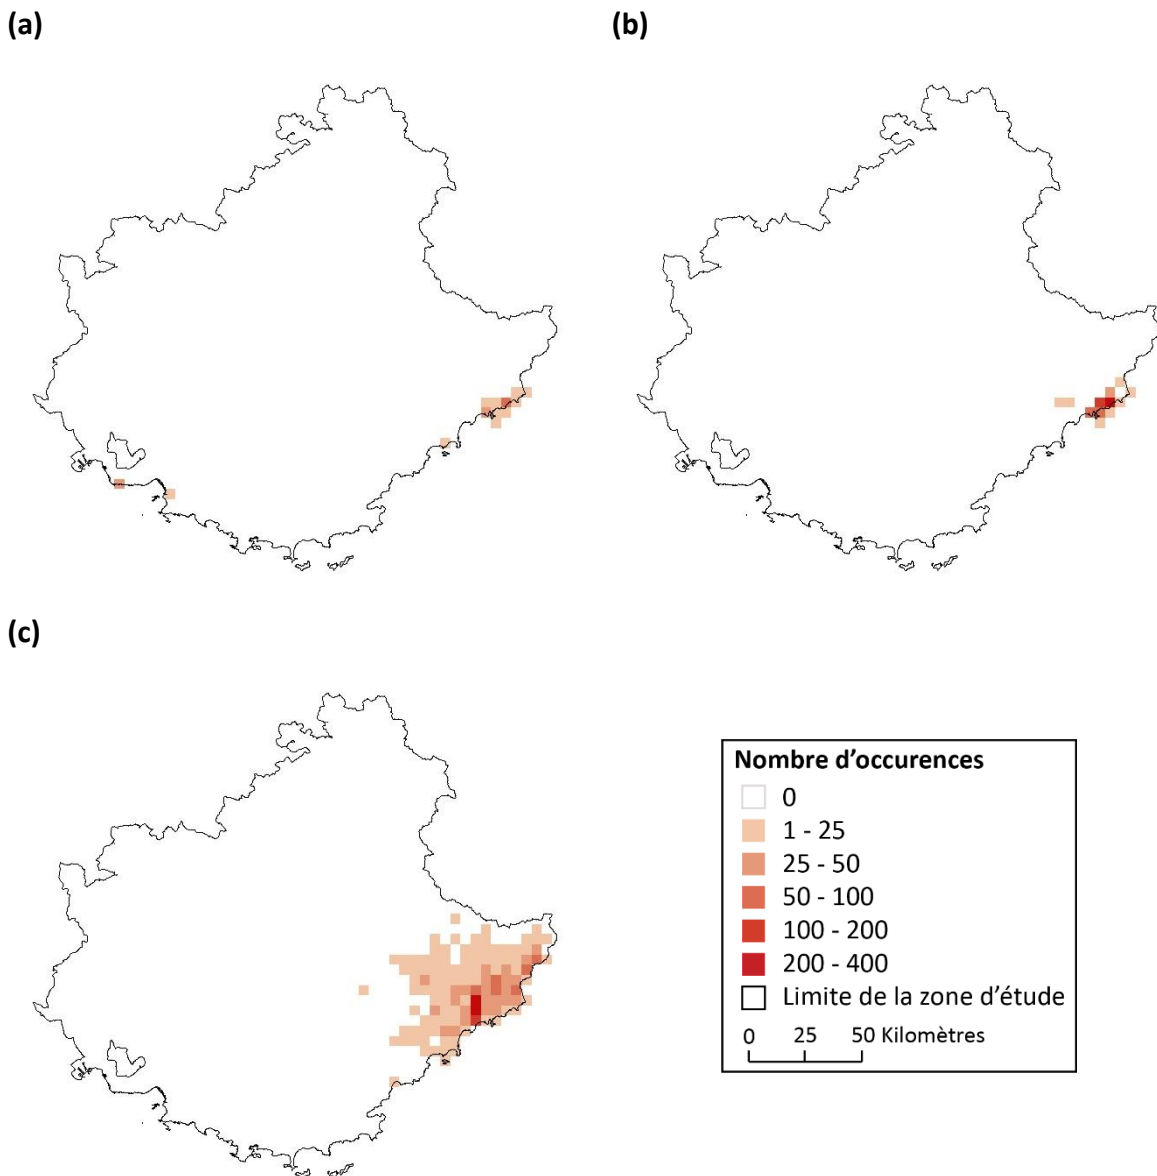 (a)
(b)
(c)
Nombre d'occurences
0
1 - 25
25 - 50
50 - 100
100 - 200
200 - 400
Limite de la zone d'étude
0 25 50 Kilomètres